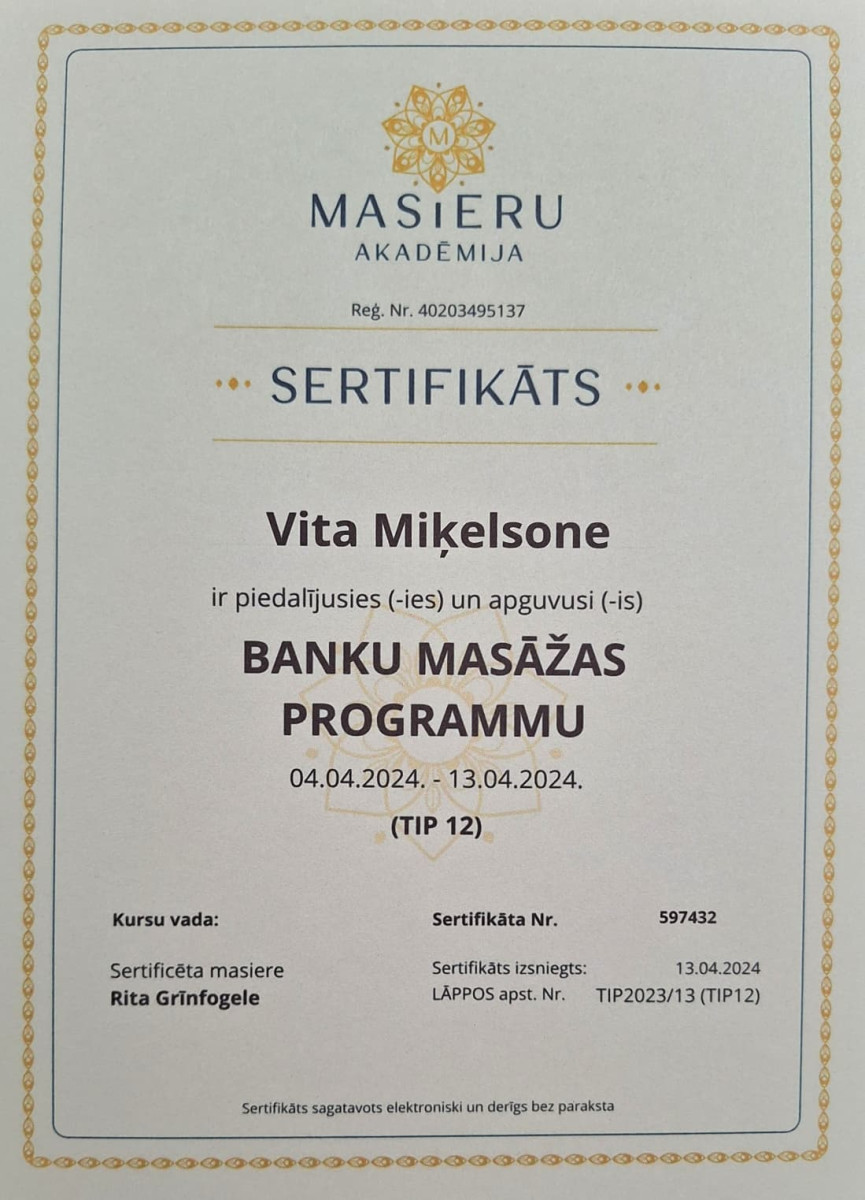 M
MASIERU
AKADĒMIJA
Reģ. Nr. 40203495137
SERTIFIKĀTS
Vita Miķelsone
ir piedalījusies (-ies) un apguvusi (-is)
BANKU MASĀŽAS
PROGRAMMU
04.04.2024. - 13.04.2024.
(TIP 12)
Kursu vada:
Sertificēta masiere
Rita Grīnfogele
Sertifikāta Nr. 597432
Sertifikāts izsniegts: 13.04.2024
LĀPPOS apst. Nr. TIP2023/13 (TIP12)
Sertifikāts sagatavots elektroniski un derīgs bez paraksta